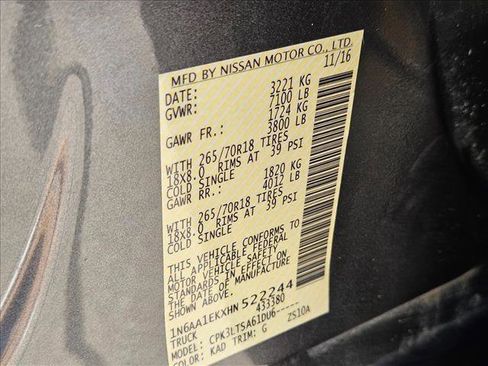 MFD BY NISSAN MOTOR CO., LTD.
DATE: 11/16
GVWR: 3221 KG
7100 LB
GAWR FR.: 1724 KG
3800 LB
WITH 265/70R18 TIRES
18X8.0 RIMS AT 39 PSI
COLD SINGLE
GAWR RR.: 1820 KG
4012 LB
WITH 265/70R18 TIRES
18X8.0 RIMS AT 39 PSI
COLD SINGLE
THIS VEHICLE CONFORMS TO
ALL APPLICABLE FEDERAL
MOTOR VEHICLE SAFETY
STANDARDS IN EFFECT ON
THE DATE OF MANUFACTURE
SHOWN ABOVE.
1N6AA1EKXHN522244
TRUCK 433380
MODEL: CPK3LTSA61DU6-----
COLOR: KAD TRIM: G ZS10A